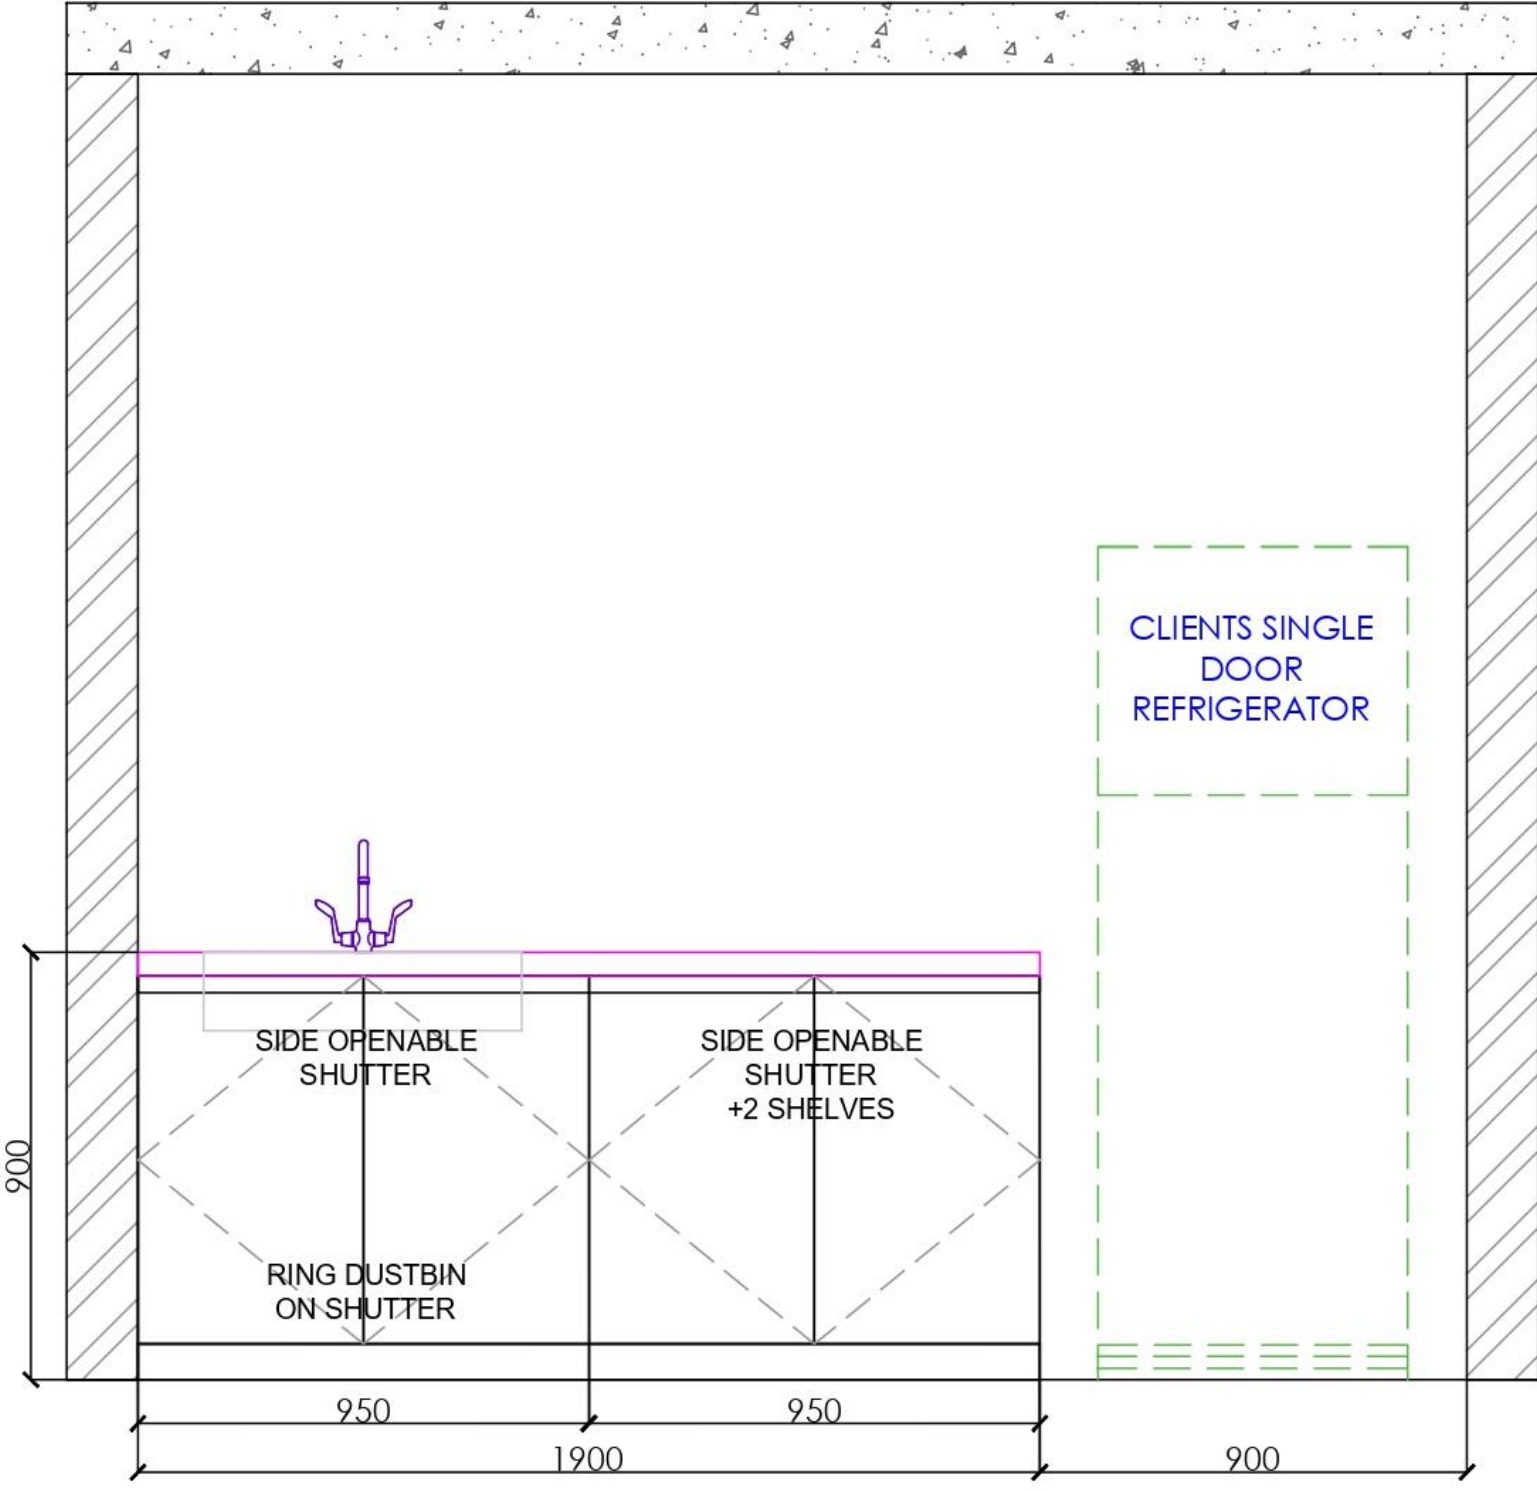 CLIENTS SINGLE
DOOR
REFRIGERATOR
SIDE OPENABLE
SHUTTER
SIDE OPENABLE
SHUTTER
+2 SHELVES
900
RING DUSTBIN
ON SHUTTER
950
950
1900
900